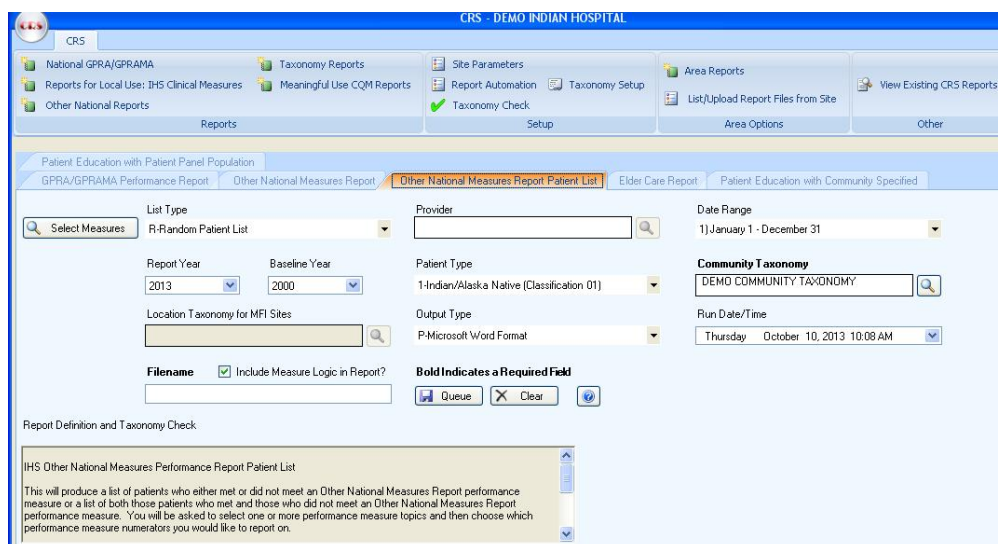 CRS - DEMO INDIAN HOSPITAL
CRS
CRS
National GPRA/GPRAMA
Reports for Local Use: IHS Clinical Measures
Other National Reports
Taxonomy Reports
Meaningful Use CQM Reports
Reports
Site Parameters
Report Automation
Taxonomy Setup
Taxonomy Check
Setup
Area Reports
List/Upload Report Files from Site
Area Options
View Existing CRS Reports
Other
Patient Education with Patient Panel Population
GPRA/GPRAMA Performance Report
Other National Measures Report
Other National Measures Report Patient List
Elder Care Report
Patient Education with Community Specified
Select Measures
List Type
R-Random Patient List
Provider
Date Range
1) January 1 - December 31
Report Year
2013
Baseline Year
2000
Patient Type
1-Indian/Alaska Native (Classification 01)
Community Taxonomy
DEMO COMMUNITY TAXONOMY
Location Taxonomy for MFI Sites
Output Type
P-Microsoft Word Format
Run Date/Time
Thursday October 10, 2013 10:08 AM
Filename
Include Measure Logic in Report?
Bold Indicates a Required Field
Queue
Clear
Report Definition and Taxonomy Check
IHS Other National Measures Performance Report Patient List
This will produce a list of patients who either met or did not meet an Other National Measures Report performance
measure or a list of both those patients who met and those who did not meet an Other National Measures Report
performance measure. You will be asked to select one or more performance measure topics and then choose which
performance measure numerators you would like to report on.